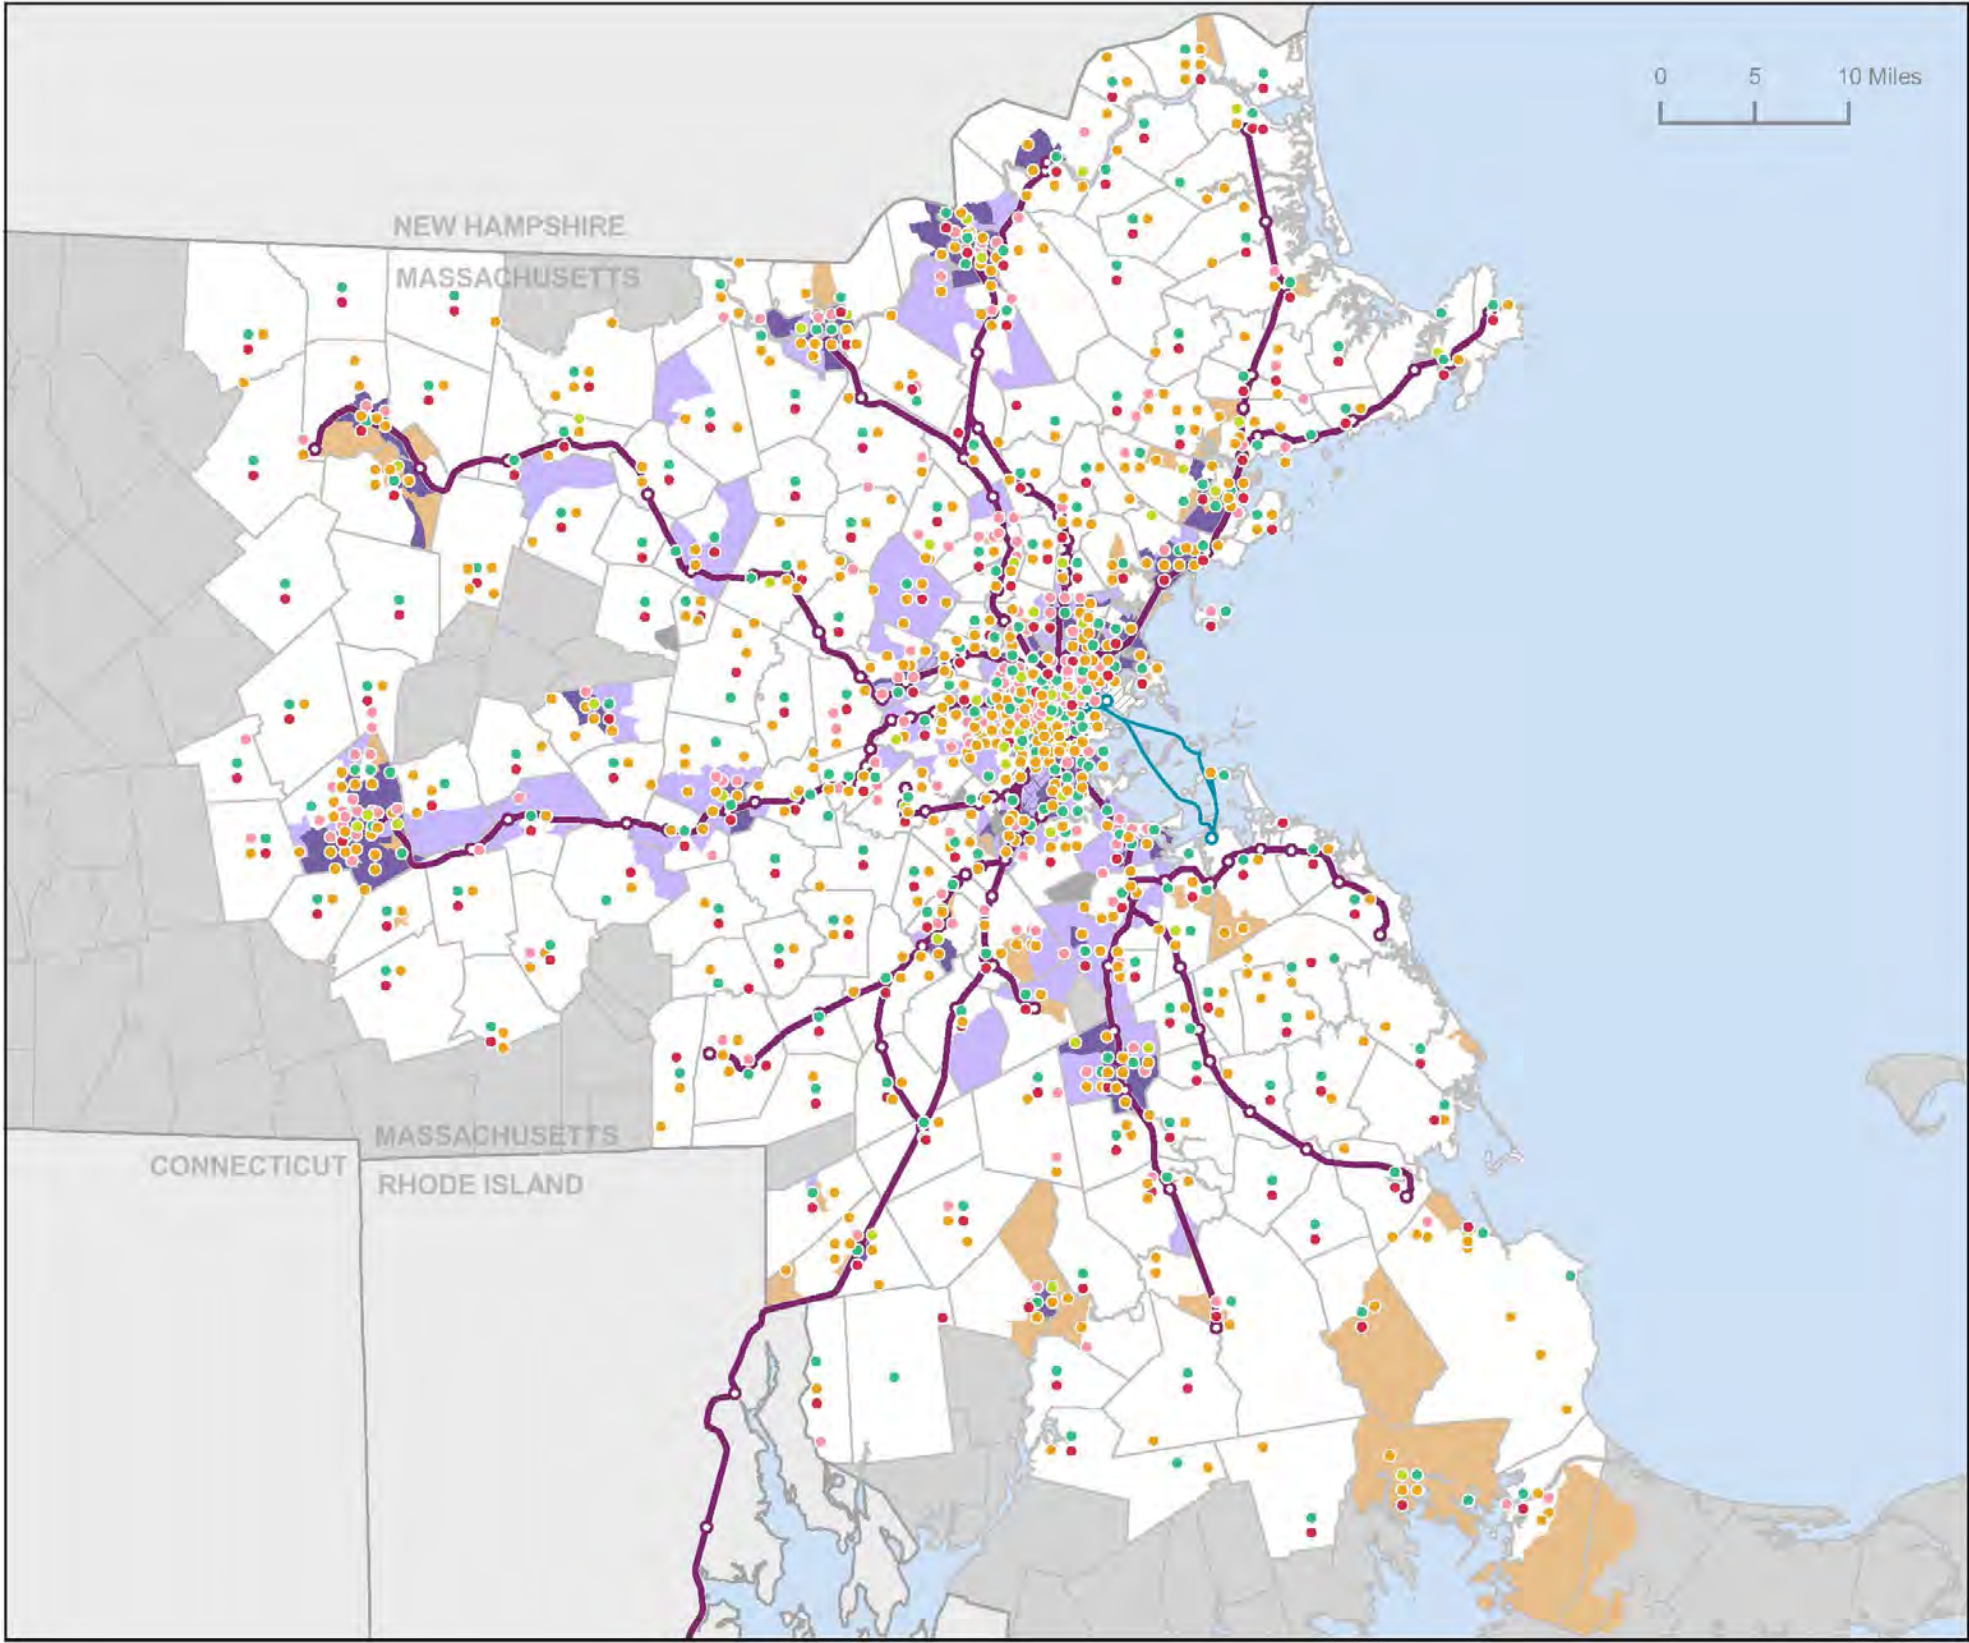 0 5 10 Miles
NEW HAMPSHIRE
MASSACHUSETTS
MASSACHUSETTS
CONNECTICUT
RHODE ISLAND